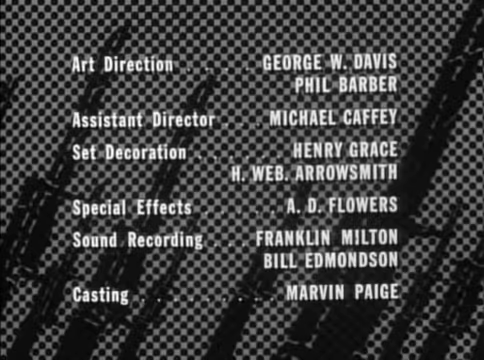 Art Direction . . . . . GEORGE W. DAVIS
PHIL BARBER
Assistant Director . . . MICHAEL CAFFEY
Set Decoration . . . . . . HENRY GRACE
H. WEB. ARROWSMITH
Special Effects . . . . . A. D. FLOWERS
Sound Recording . . . FRANKLIN MILTON
BILL EDMONDSON
Casting . . . . . . . . . MARVIN PAIGE